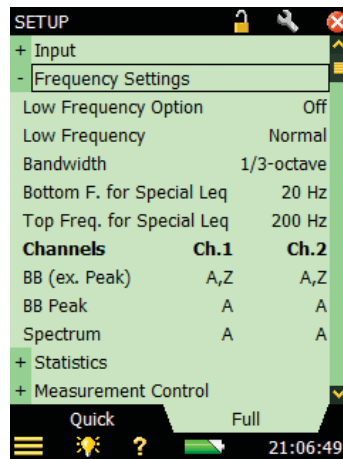 SETUP
+ Input
- Frequency Settings
Low Frequency Option Off
Low Frequency Normal
Bandwidth 1/3-octave
Bottom F. for Special Leq 20 Hz
Top Freq. for Special Leq 200 Hz
Channels Ch.1 Ch.2
BB (ex. Peak) A,Z A,Z
BB Peak A A
Spectrum A A
+ Statistics
+ Measurement Control
Quick Full
? 21:06:49